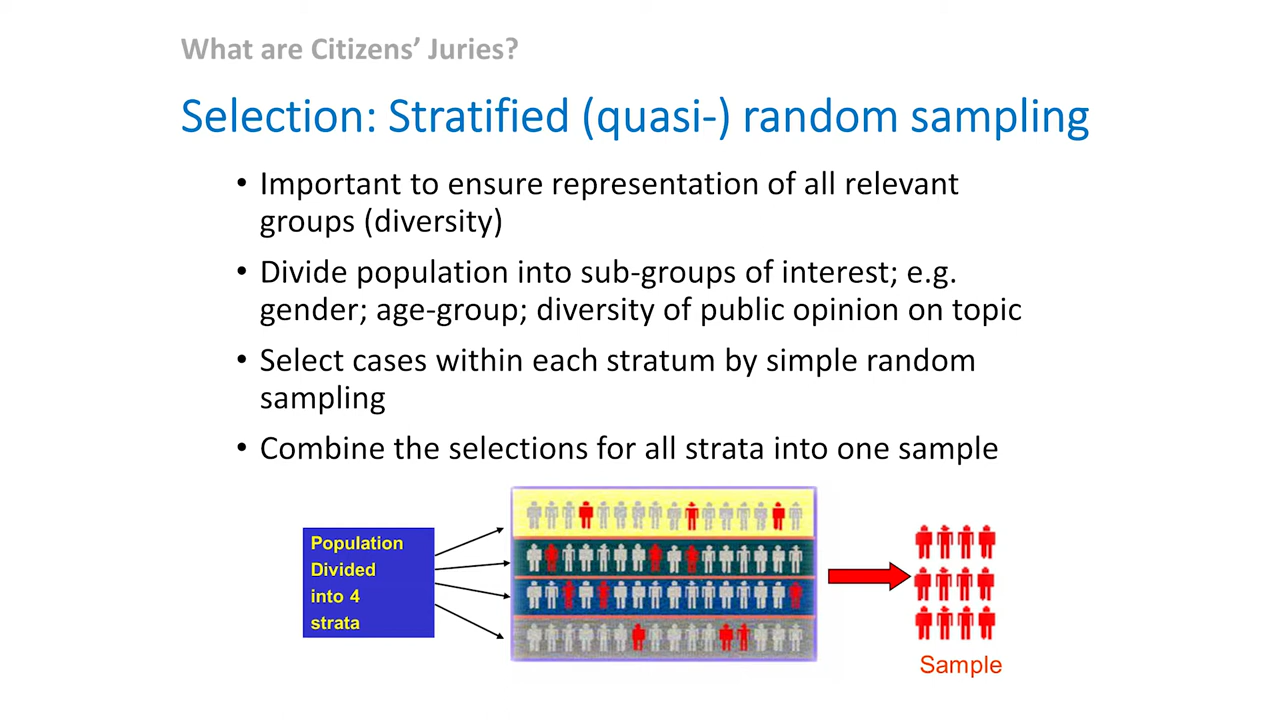 What are Citizens’ Juries?
Selection: Stratified (quasi-) random sampling
• Important to ensure representation of all relevant
groups (diversity)
• Divide population into sub-groups of interest; e.g.
gender; age-group; diversity of public opinion on topic
• Select cases within each stratum by simple random
sampling
• Combine the selections for all strata into one sample
Population
Divided
into 4
strata
Sample